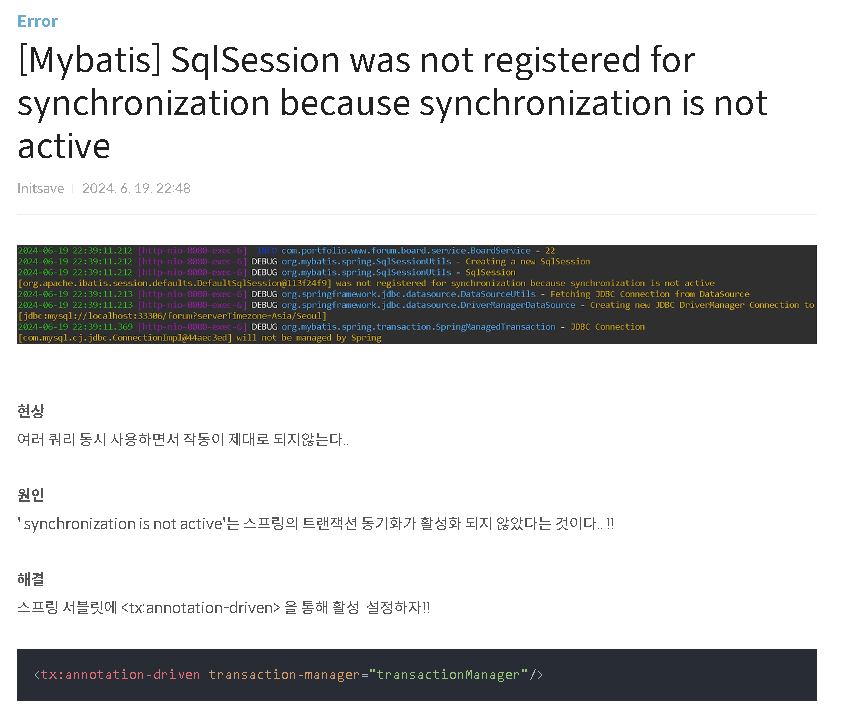 Error
[Mybatis] SqlSession was not registered for
synchronization because synchronization is not
active
Initsave | 2024. 6. 19. 22:48
2024-06-19 22:39:11.212 [http-nio-8080-exec-6] INFO com.portfolio.www.forum.board.service.BoardService - 22
2024-06-19 22:39:11.212 [http-nio-8080-exec-6] DEBUG org.mybatis.spring.SqlSessionUtils - Creating a new SqlSession
2024-06-19 22:39:11.212 [http-nio-8080-exec-6] DEBUG org.mybatis.spring.SqlSessionUtils - SqlSession
[org.apache.ibatis.session.defaults.DefaultSqlSession@113f24f9] was not registered for synchronization because synchronization is not active
2024-06-19 22:39:11.213 [http-nio-8080-exec-6] DEBUG org.springframework.jdbc.datasource.DataSourceUtils - Fetching JDBC Connection from DataSource
2024-06-19 22:39:11.213 [http-nio-8080-exec-6] DEBUG org.springframework.jdbc.datasource.DriverManagerDataSource - Creating new JDBC DriverManager Connection to
[jdbc:mysql://localhost:33306/forum?serverTimezone=Asia/Seoul]
2024-06-19 22:39:11.369 [http-nio-8080-exec-6] DEBUG org.mybatis.spring.transaction.SpringManagedTransaction - JDBC Connection
[com.mysql.cj.jdbc.ConnectionImpl@44aec3ed] will not be managed by Spring
현상
여러 쿼리 동시 사용하면서 작동이 제대로 되지않는다..
원인
' synchronization is not active'는 스프링의 트랜잭션 동기화가 활성화 되지 않았다는 것이다.. !!
해결
스프링 서블릿에 <tx:annotation-driven> 을 통해 활성 설정하자!!
<tx:annotation-driven transaction-manager="transactionManager"/>